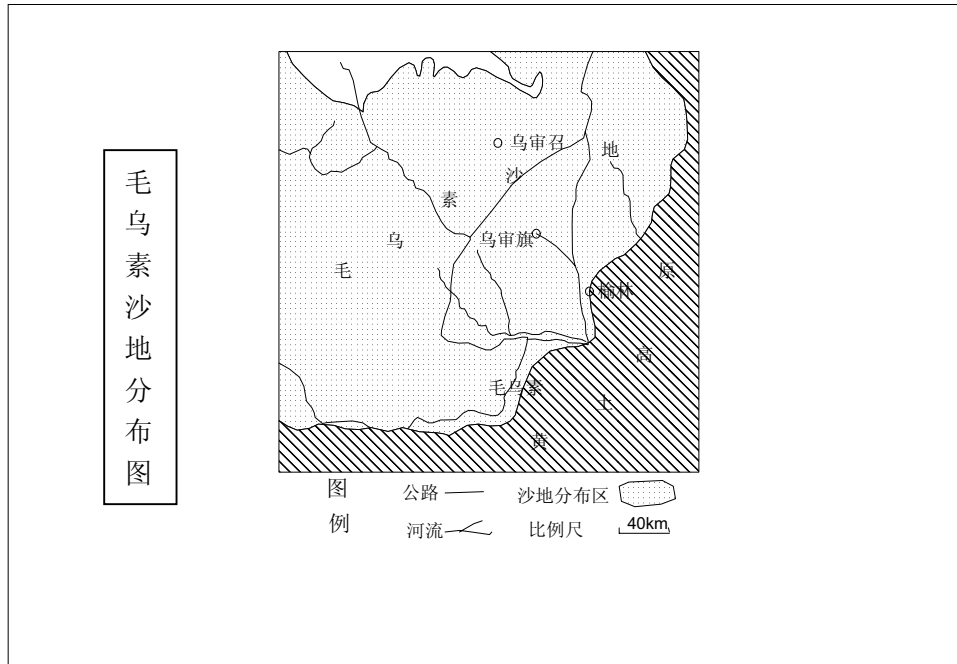 毛乌素沙地分布图
乌审召
地
沙
素
乌
乌审旗
毛
原
榆林
高
毛乌素
土
黄
图例
公路
沙地分布区
河流
比例尺
40km